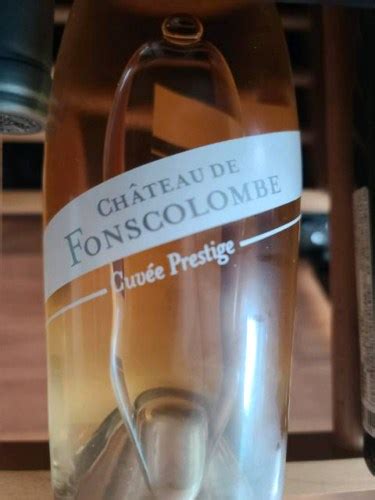 CHÂTEAU DE
FONSCOLOMBE
Cuvée Prestige